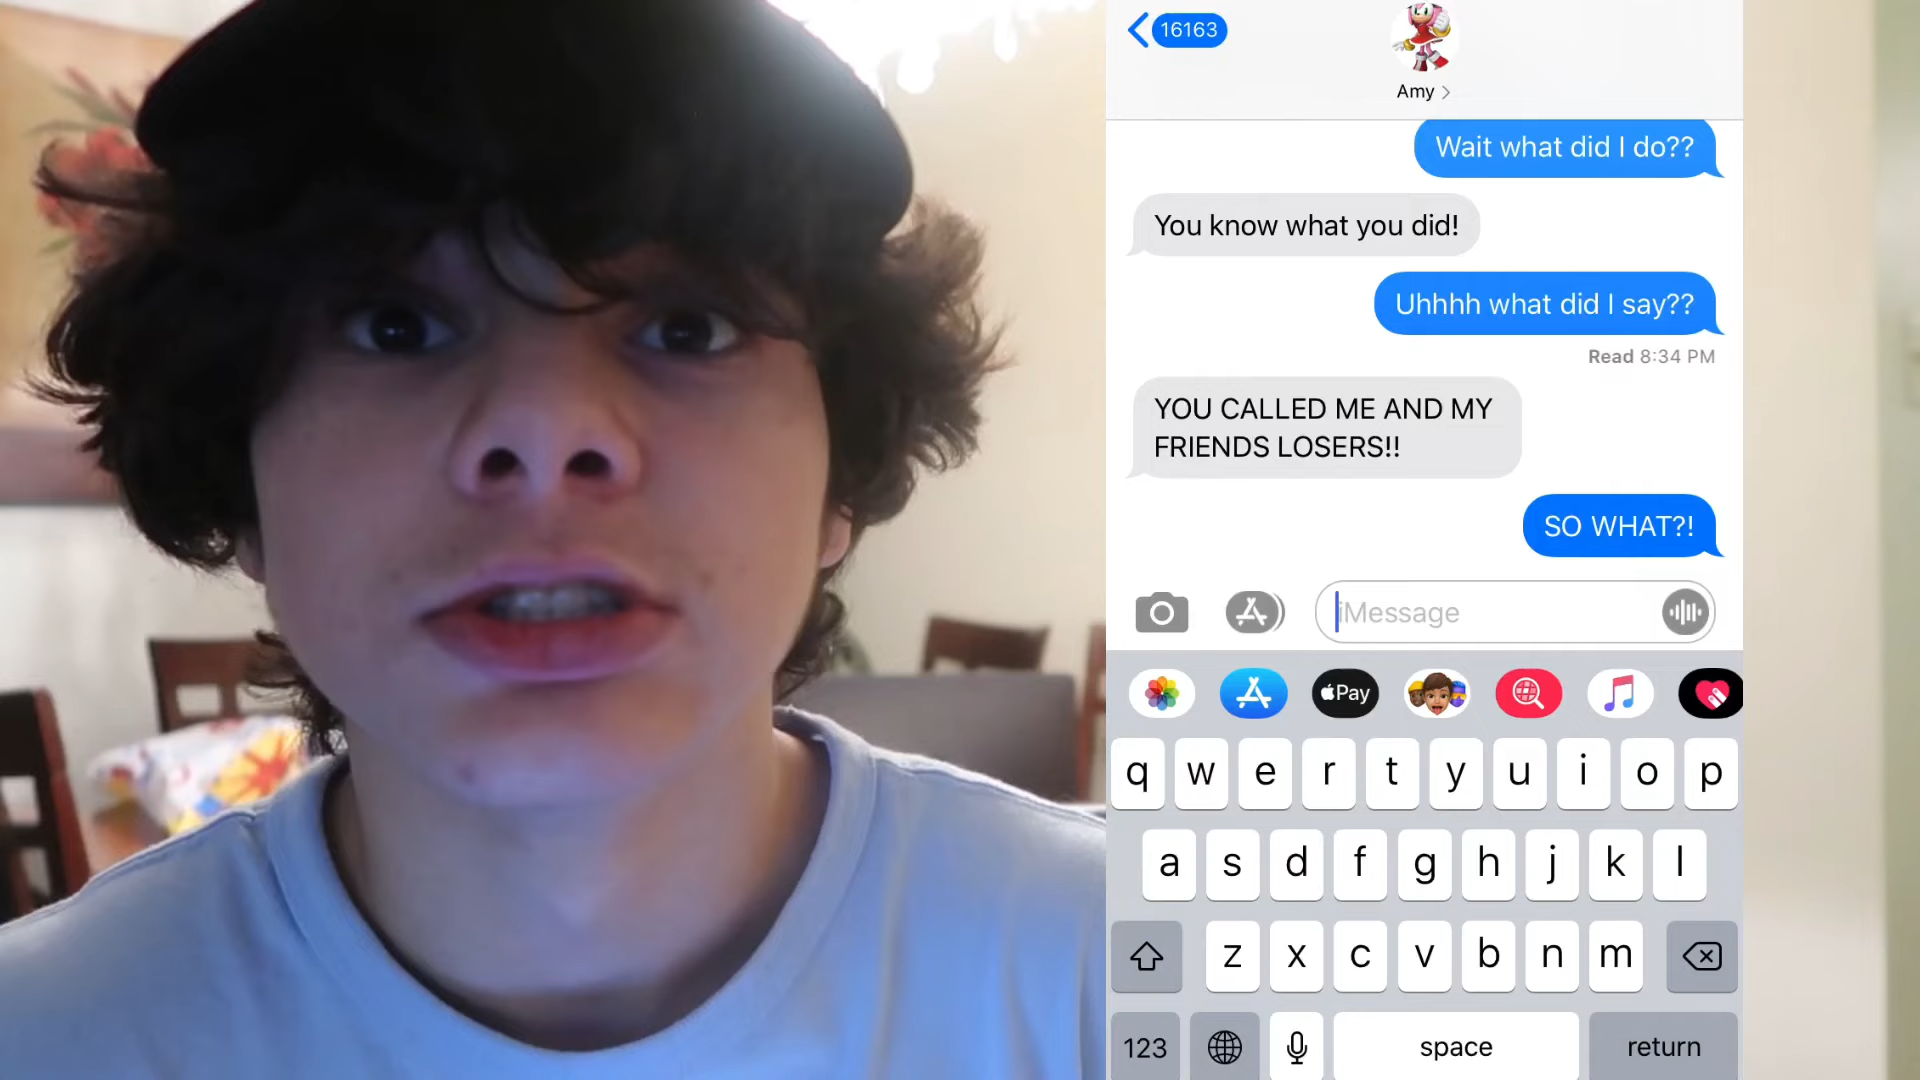 16163
Amy
Wait what did I do??
You know what you did!
Uhhhh what did I say??
Read 8:34 PM
YOU CALLED ME AND MY
FRIENDS LOSERS!!
SO WHAT?!
iMessage
Pay
q w e r t y u i o p
a s d f g h j k l
z x c v b n m
123 space return